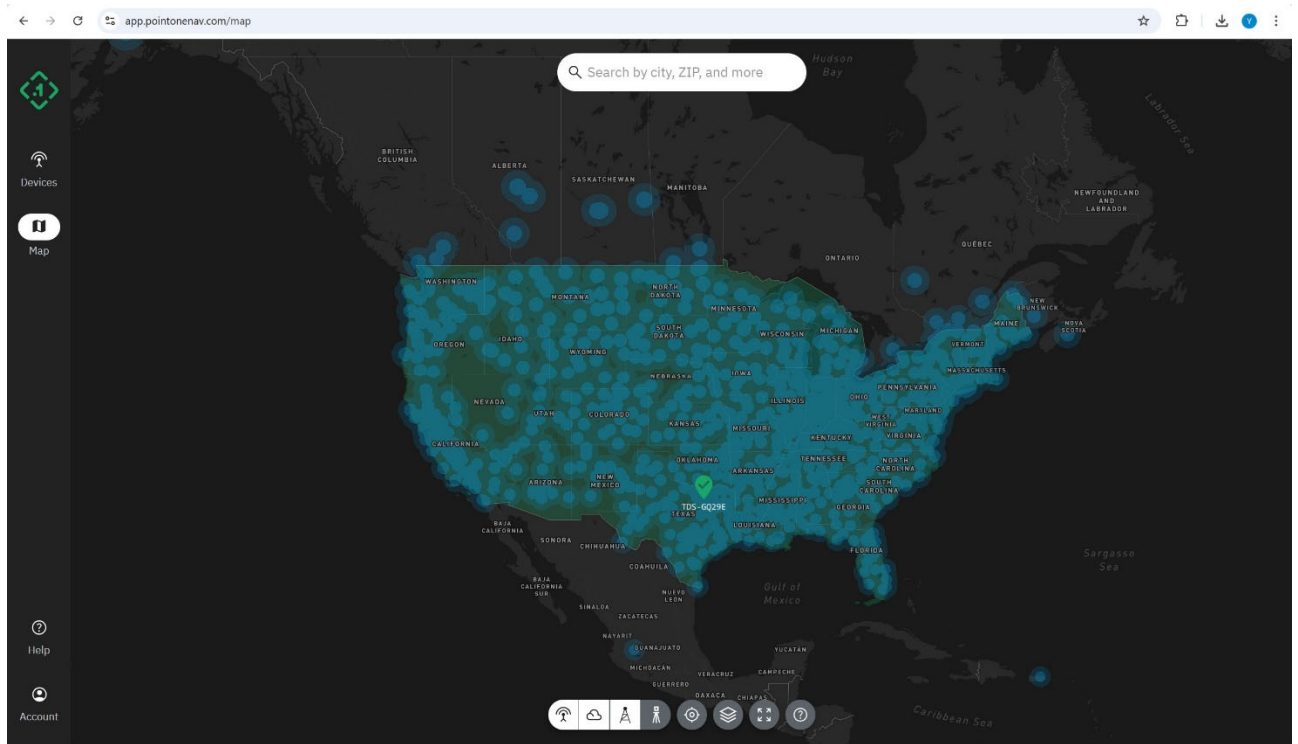 app.pointonenav.com/map
Y
.1
Search by city, ZIP, and more
Devices
Map
Help
Account
Hudson
Bay
Labrador Sea
BRITISH
COLUMBIA
ALBERTA
SASKATCHEWAN
MANITOBA
NEWFOUNDLAND
AND
LABRADOR
ONTARIO
QUÉBEC
NEW
BRUNSWICK
NOVA
SCOTIA
WASHINGTON
MONTANA
NORTH
DAKOTA
MINNESOTA
MAINE
OREGON
IDAHO
WYOMING
SOUTH
DAKOTA
WISCONSIN
MICHIGAN
VERMONT
MASSACHUSETTS
NEBRASKA
IOWA
PENNSYLVANIA
NEVADA
UTAH
COLORADO
KANSAS
MISSOURI
ILLINOIS
OHIO
WEST
VIRGINIA
MARYLAND
CALIFORNIA
KENTUCKY
VIRGINIA
ARIZONA
NEW
MEXICO
OKLAHOMA
ARKANSAS
TENNESSEE
NORTH
CAROLINA
SOUTH
CAROLINA
TDS-6Q29E
TEXAS
MISSISSIPPI
LOUISIANA
GEORGIA
FLORIDA
BAJA
CALIFORNIA
SONORA
CHIHUAHUA
COAHUILA
Sargasso
Sea
BAJA
CALIFORNIA
SUR
NUEVO
LEÓN
Gulf of
Mexico
SINALOA
ZACATECAS
NAYARIT
GUANAJUATO
YUCATÁN
MICHOACÁN
VERACRUZ
CAMPECHE
GUERRERO
OAXACA
CHIAPAS
Caribbean Sea